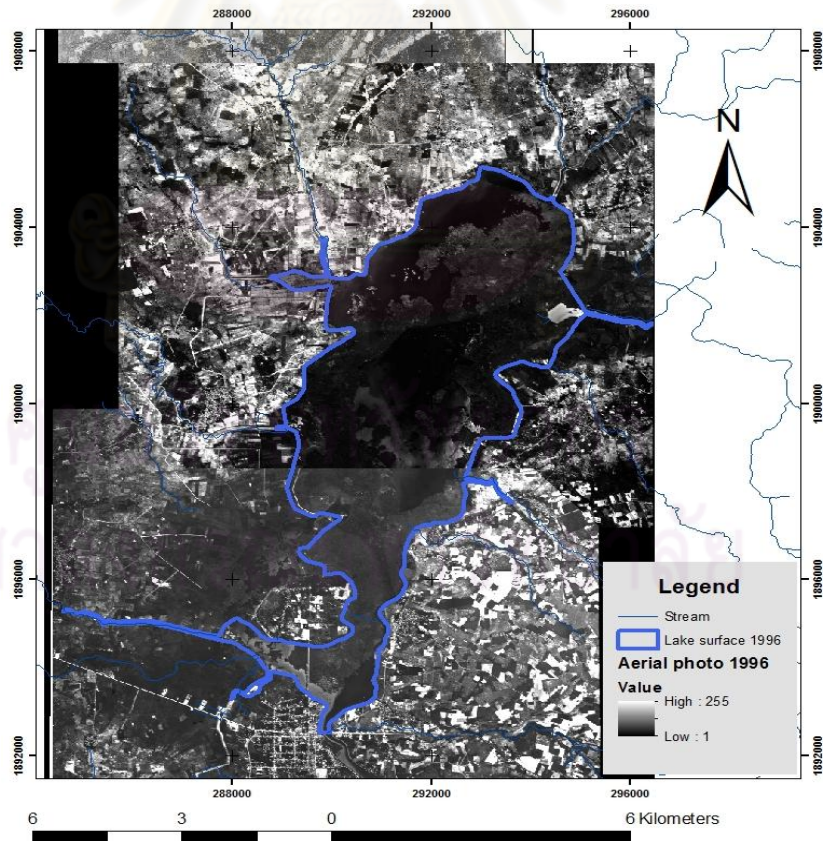 288000 292000 296000
1908000 1908000
N
1904000 1904000
1900000 1900000
1896000 1896000
Legend
Stream
Lake surface 1996
Aerial photo 1996
Value
High : 255
Low : 1
1892000 1892000
288000 292000 296000
6 3 0 6 Kilometers